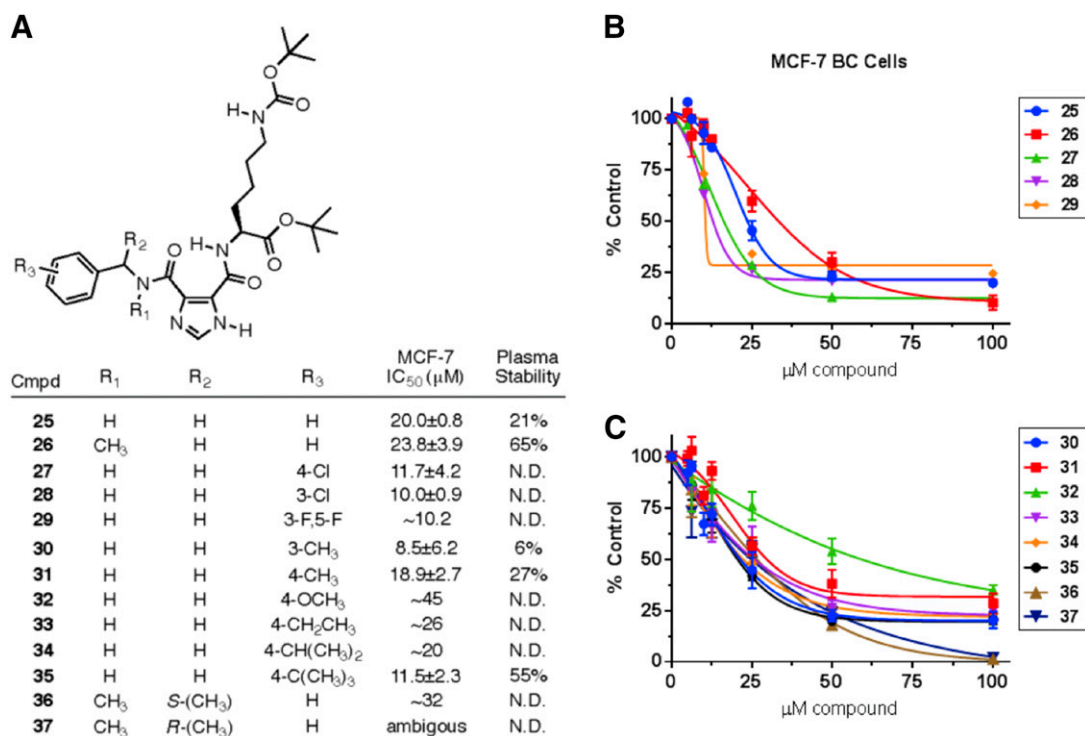 A
H-N
O
O
R2
H-N
O
O
R3
N
R1
O
O
N
N-H
Cmpd R1 R2 R3 MCF-7 IC50 (µM) Plasma Stability
25 H H H 20.0±0.8 21%
26 CH3 H H 23.8±3.9 65%
27 H H 4-Cl 11.7±4.2 N.D.
28 H H 3-Cl 10.0±0.9 N.D.
29 H H 3-F,5-F ~10.2 N.D.
30 H H 3-CH3 8.5±6.2 6%
31 H H 4-CH3 18.9±2.7 27%
32 H H 4-OCH3 ~45 N.D.
33 H H 4-CH2CH3 ~26 N.D.
34 H H 4-CH(CH3)2 ~20 N.D.
35 H H 4-C(CH3)3 11.5±2.3 55%
36 CH3 S-(CH3) H ~32 N.D.
37 CH3 R-(CH3) H ambigous N.D.
B
MCF-7 BC Cells
% Control
100
75
50
25
0
0 25 50 75 100
µM compound
25
26
27
28
29
C
% Control
100
75
50
25
0
0 25 50 75 100
µM compound
30
31
32
33
34
35
36
37